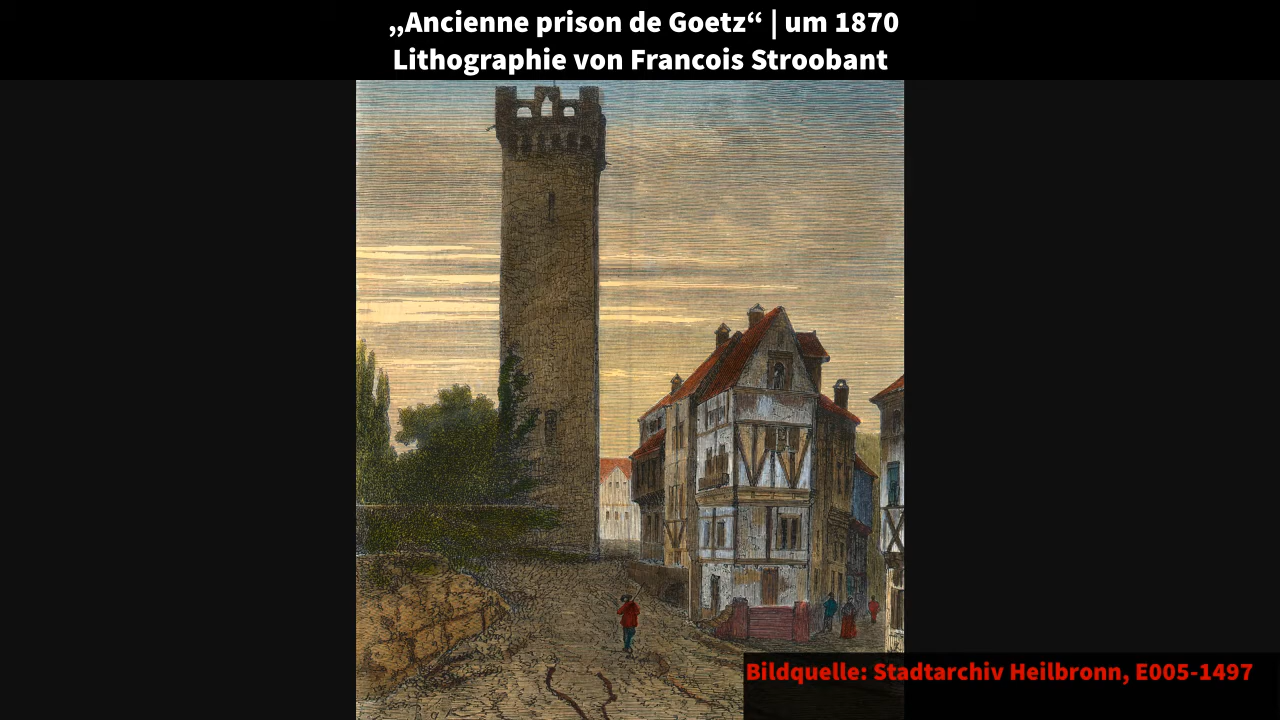 „Ancienne prison de Goetz“ | um 1870
Lithographie von Francois Stroobant
Bildquelle: Stadtarchiv Heilbronn, E005-1497